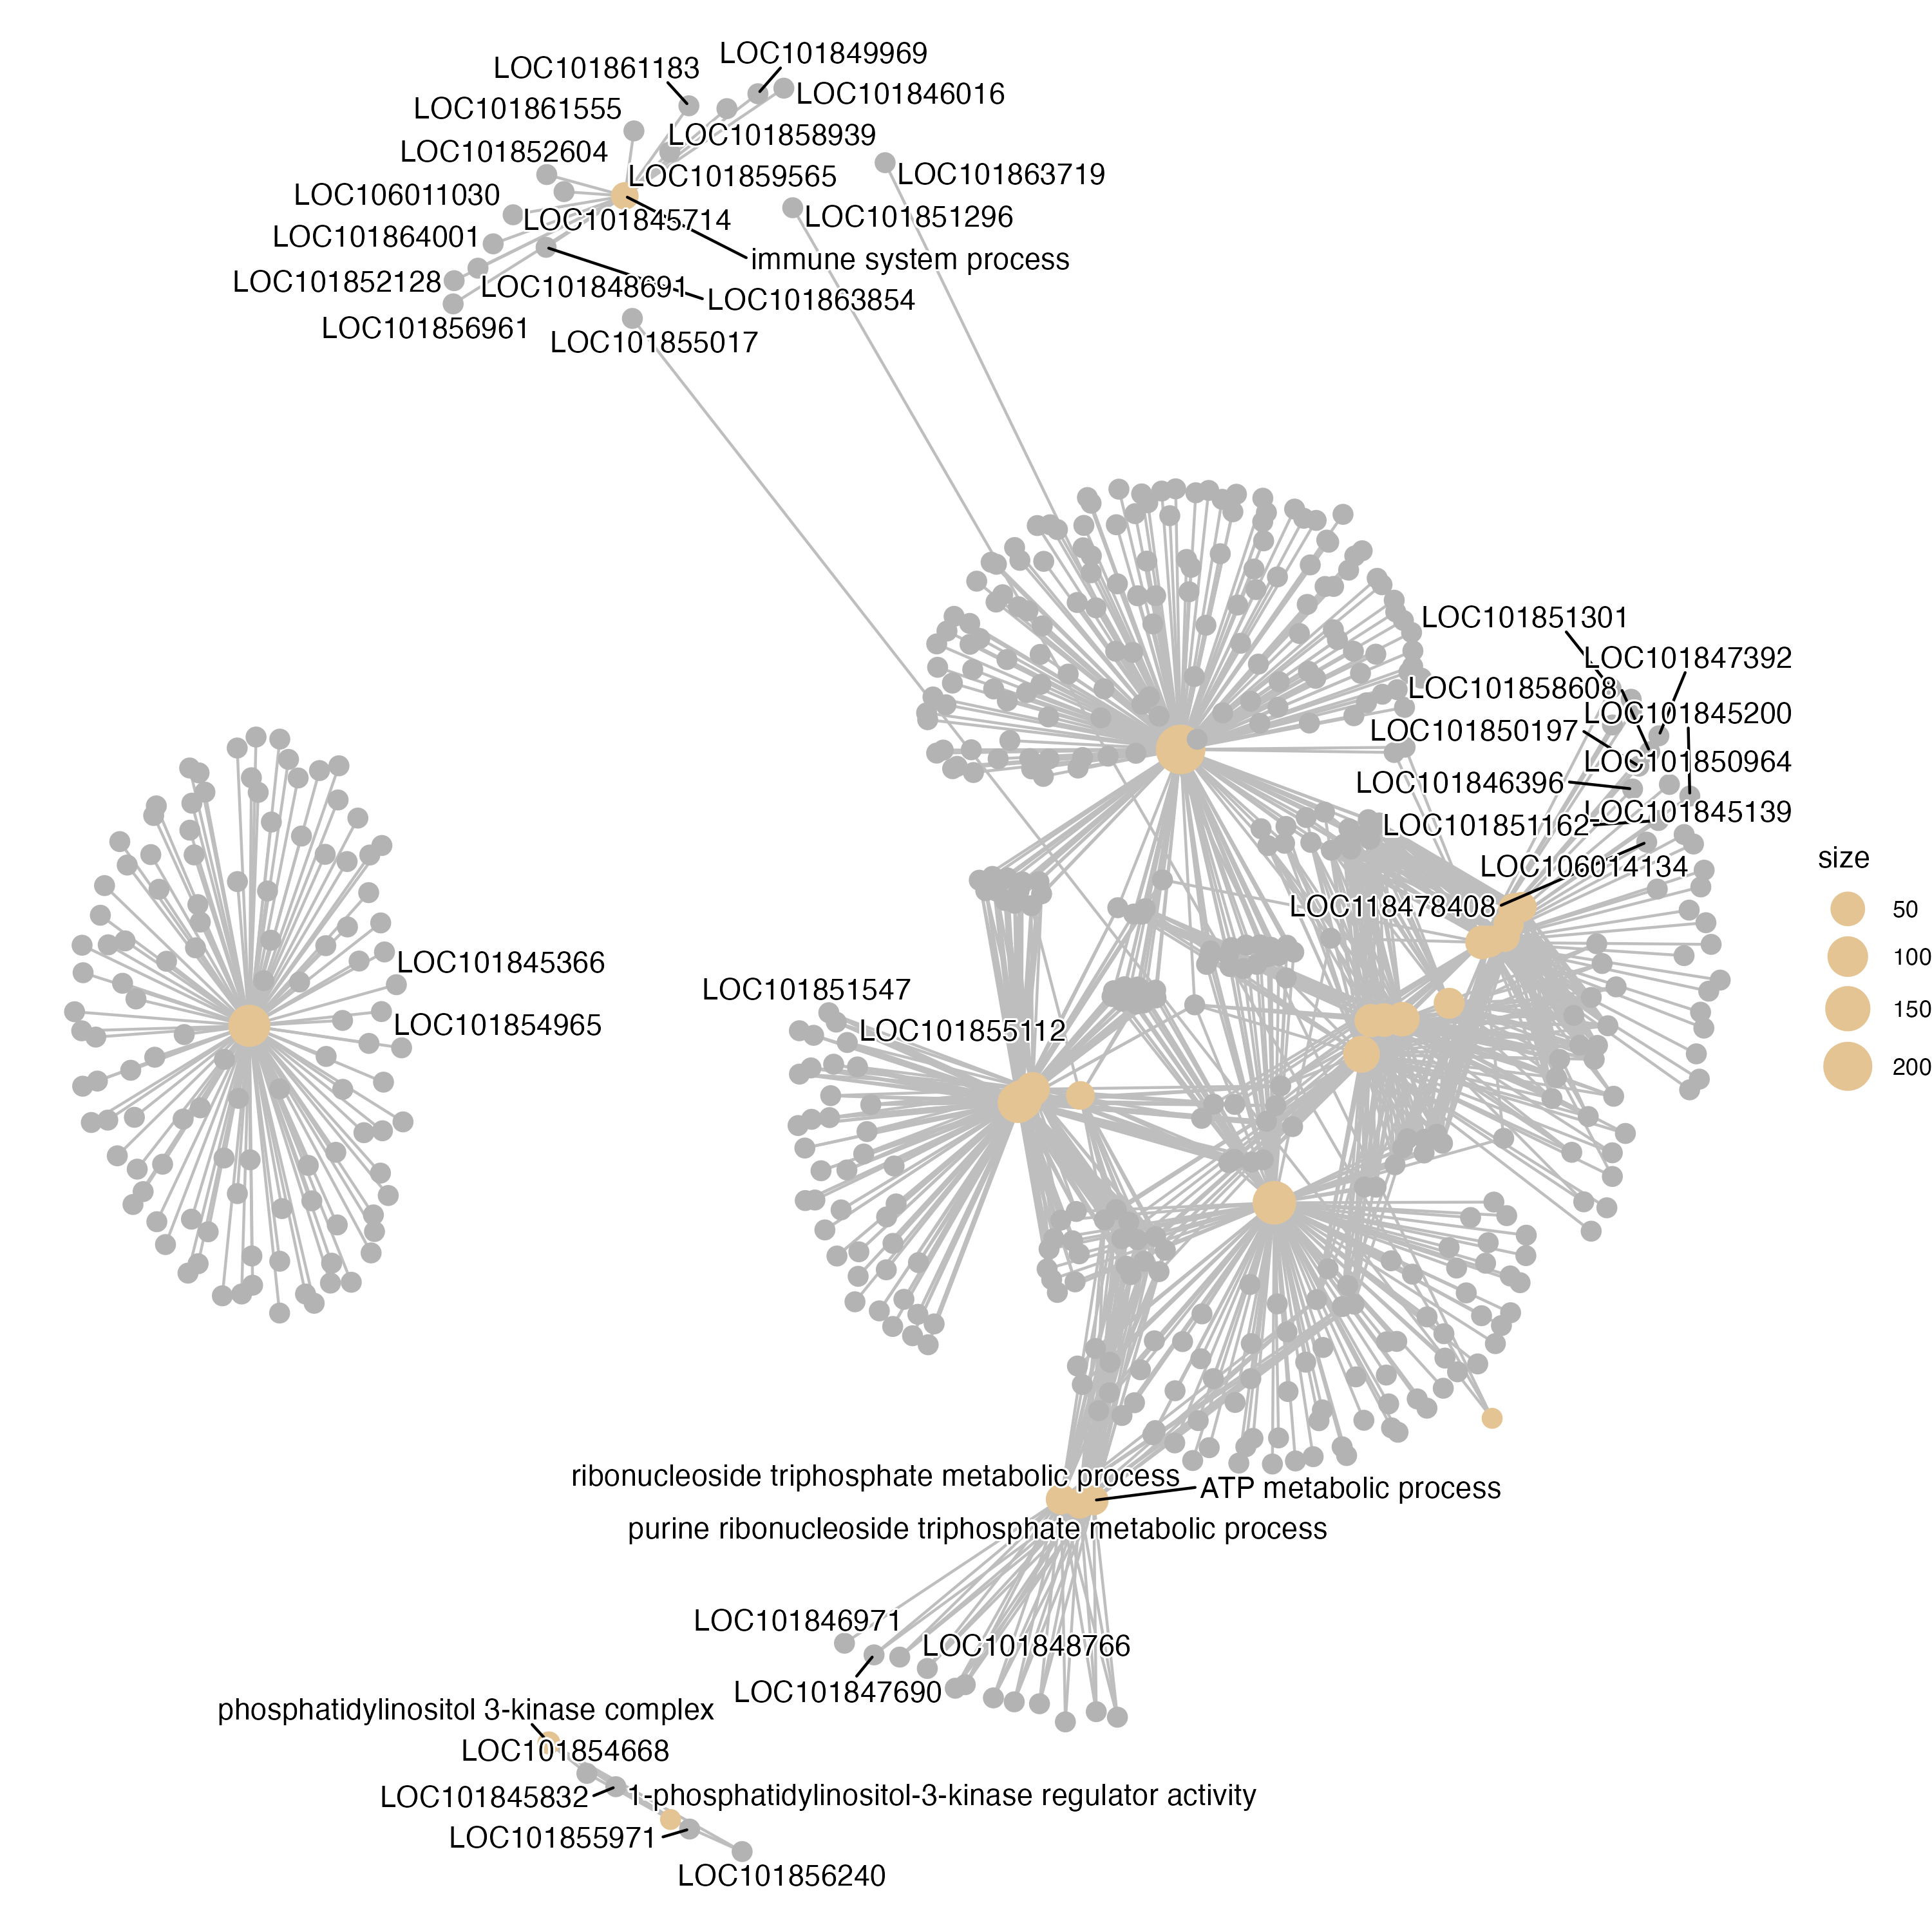 LOC101849969
LOC101861183
LOC101846016
LOC101861555
LOC101858939
LOC101852604
LOC101863719
LOC101859565
LOC106011030
LOC101851296
LOC101845714
LOC101864001
immune system process
LOC101852128
LOC101848691
LOC101863854
LOC101856961
LOC101855017
LOC101851301
LOC101847392
LOC101858608
LOC101845200
LOC101850197
LOC101850964
LOC101846396
LOC101845139
LOC101851162
size
LOC106014134
LOC118478408
50
LOC101845366
100
LOC101851547
150
LOC101854965
LOC101855112
200
ribonucleoside triphosphate metabolic process
ATP metabolic process
purine ribonucleoside triphosphate metabolic process
LOC101846971
LOC101848766
LOC101847690
phosphatidylinositol 3-kinase complex
LOC101854668
LOC101845832
1-phosphatidylinositol-3-kinase regulator activity
LOC101855971
LOC101856240